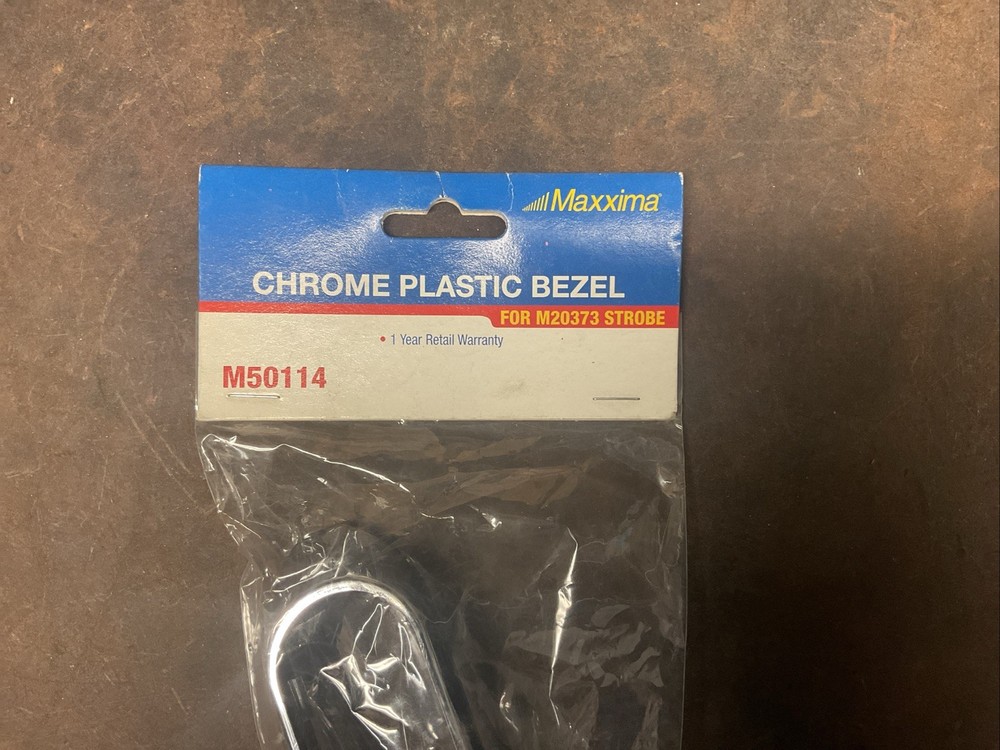 Maxxima
CHROME PLASTIC BEZEL
FOR M20373 STROBE
• 1 Year Retail Warranty
M50114